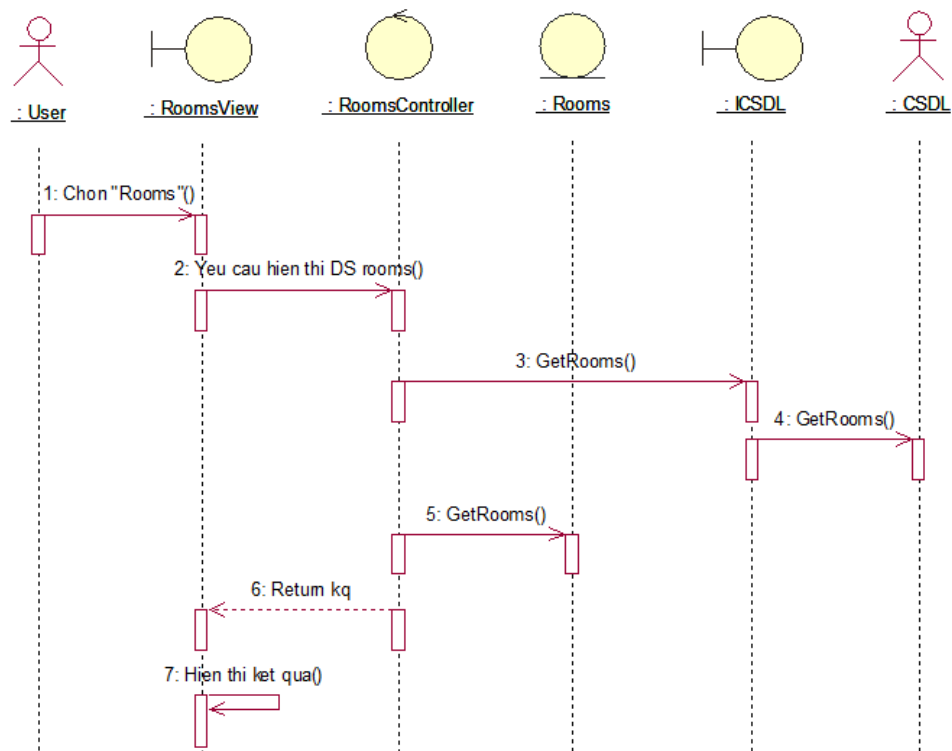 : User
: RoomsView
: RoomsController
: Rooms
: ICSDL
: CSDL
1: Chon "Rooms"()
2: Yeu cau hien thi DS rooms()
3: GetRooms()
4: GetRooms()
5: GetRooms()
6: Return kq
7: Hien thi ket qua()